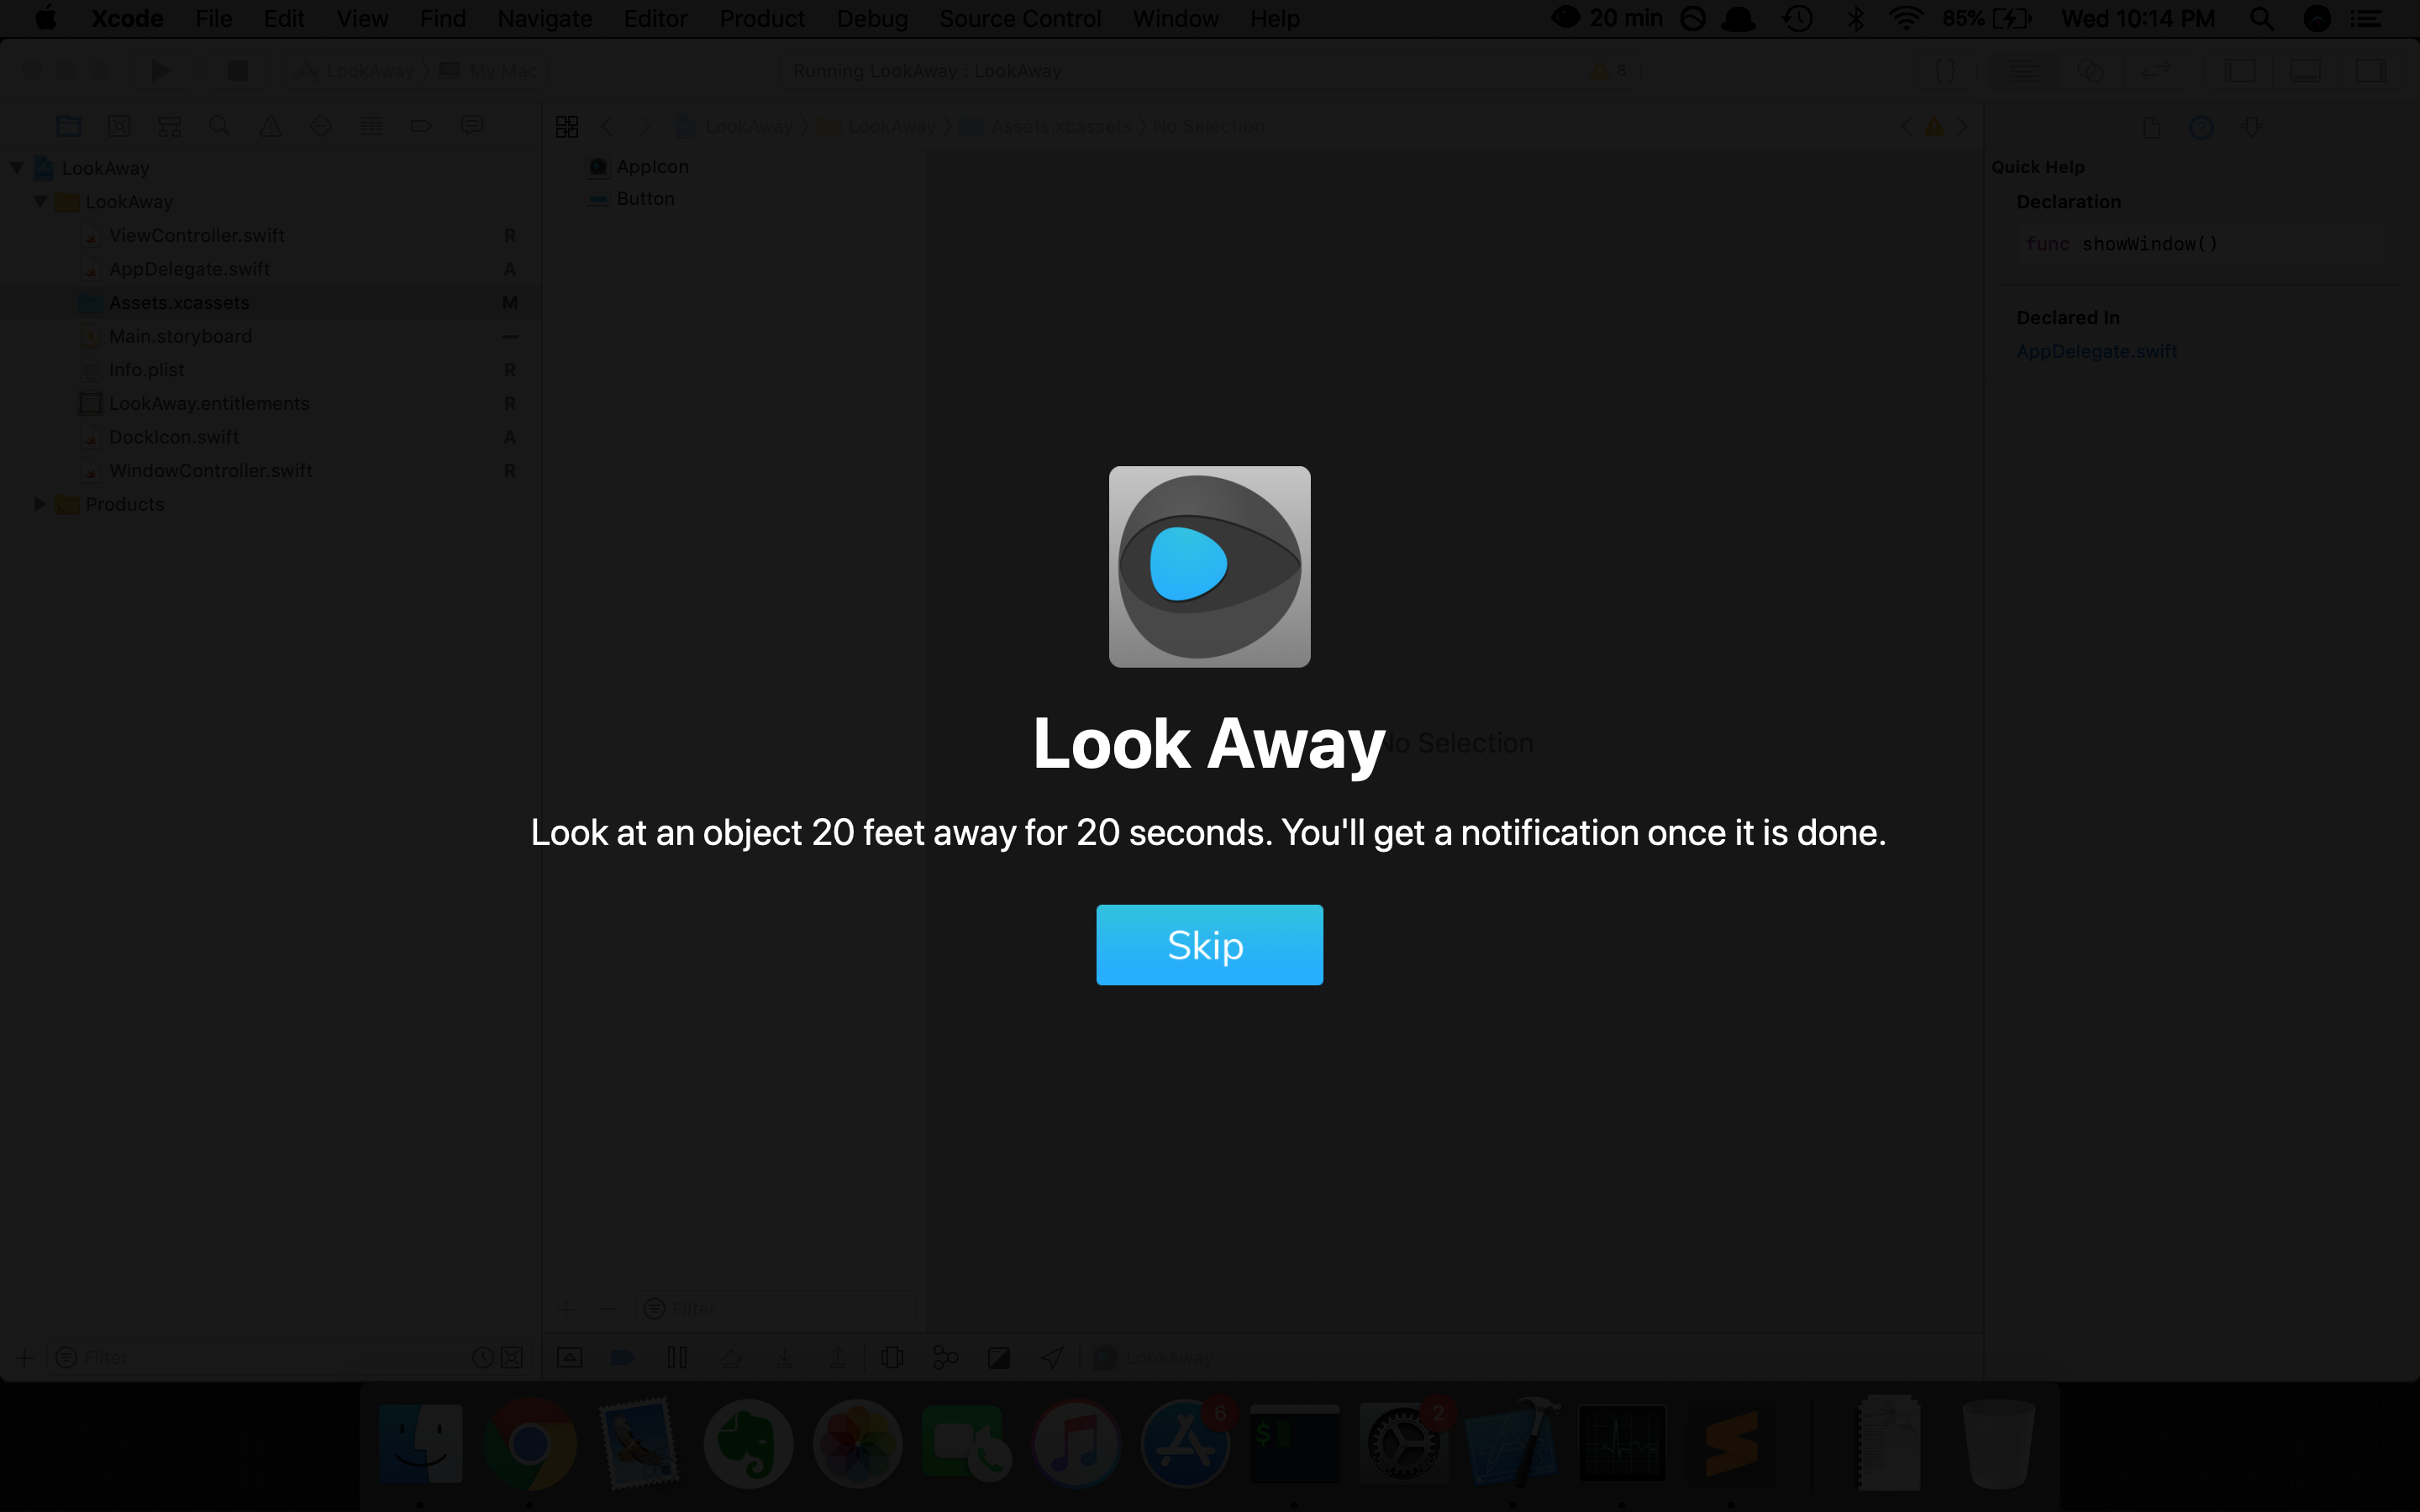 Xcode File Edit View Find Navigate Editor Product Debug Source Control Window Help 20 min 85% Wed 10:14 PM
LookAway My Mac Running LookAway : LookAway 8 { }
LookAway LookAway Assets.xcassets No Selection
LookAway
LookAway
ViewController.swift R
AppDelegate.swift A
Assets.xcassets M
Main.storyboard —
Info.plist R
LookAway.entitlements R
DockIcon.swift A
WindowController.swift R
Products
AppIcon
Button
Quick Help
Declaration
func showWindow()
Declared In
AppDelegate.swift
No Selection
Look Away
Look at an object 20 feet away for 20 seconds. You'll get a notification once it is done.
Skip
Filter
Filter
LookAway
6
$
2